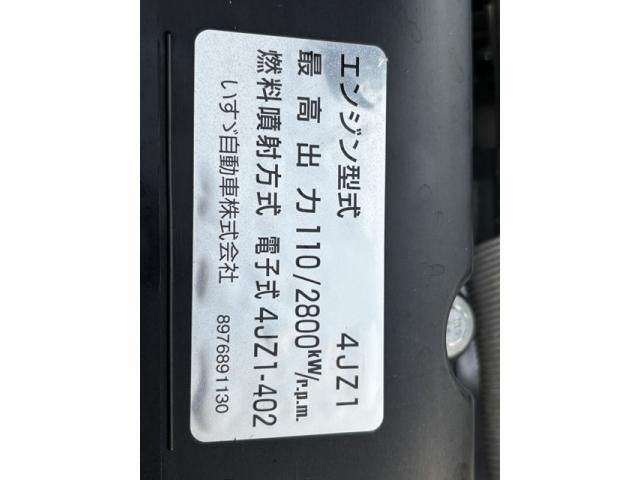 エンジン型式 4JZ1
最高出力 110/2800kW/r.p.m.
燃料噴射方式 電子式 4JZ1-402
いすゞ自動車株式会社 8976891130